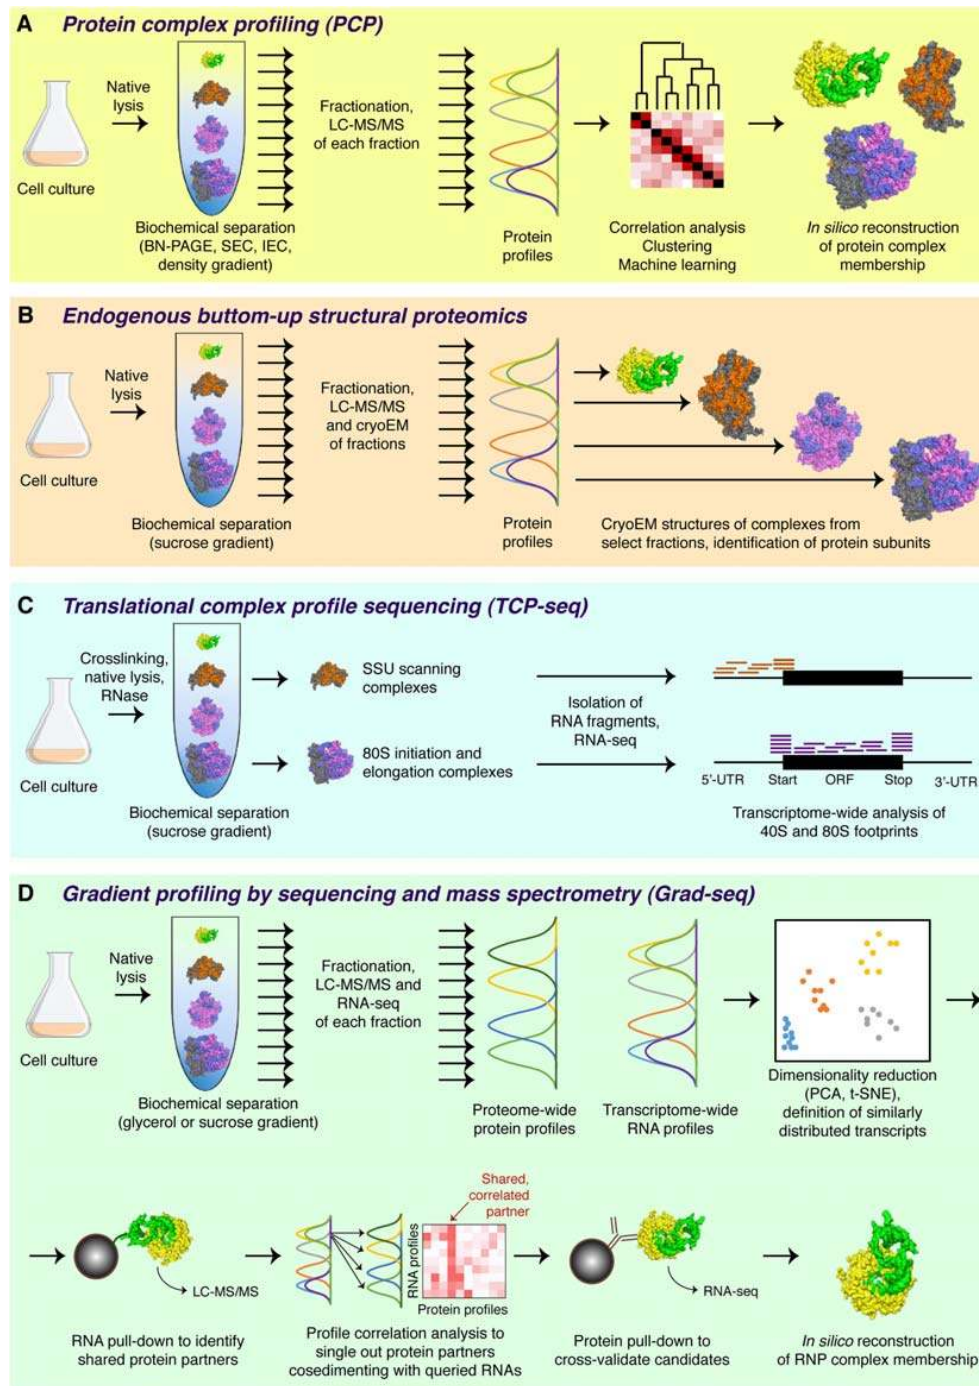 A Protein complex profiling (PCP)
Native
lysis
Cell culture
Biochemical separation
(BN-PAGE, SEC, IEC,
density gradient)
Fractionation,
LC-MS/MS
of each fraction
Protein
profiles
Correlation analysis
Clustering
Machine learning
In silico reconstruction
of protein complex
membership
B Endogenous buttom-up structural proteomics
Native
lysis
Cell culture
Biochemical separation
(sucrose gradient)
Fractionation,
LC-MS/MS
and cryoEM
of fractions
Protein
profiles
CryoEM structures of complexes from
select fractions, identification of protein subunits
C Translational complex profile sequencing (TCP-seq)
Crosslinking,
native lysis,
RNase
Cell culture
Biochemical separation
(sucrose gradient)
SSU scanning
complexes
80S initiation and
elongation complexes
Isolation of
RNA fragments,
RNA-seq
5'-UTR Start ORF Stop 3'-UTR
Transcriptome-wide analysis of
40S and 80S footprints
D Gradient profiling by sequencing and mass spectrometry (Grad-seq)
Native
lysis
Cell culture
Biochemical separation
(glycerol or sucrose gradient)
Fractionation,
LC-MS/MS and
RNA-seq
of each fraction
Proteome-wide
protein profiles
Transcriptome-wide
RNA profiles
Dimensionality reduction
(PCA, t-SNE),
definition of similarly
distributed transcripts
LC-MS/MS
RNA pull-down to identify
shared protein partners
Shared,
correlated
partner
RNA profiles
Protein profiles
Profile correlation analysis to
single out protein partners
cosedimenting with queried RNAs
RNA-seq
Protein pull-down to
cross-validate candidates
In silico reconstruction
of RNP complex membership